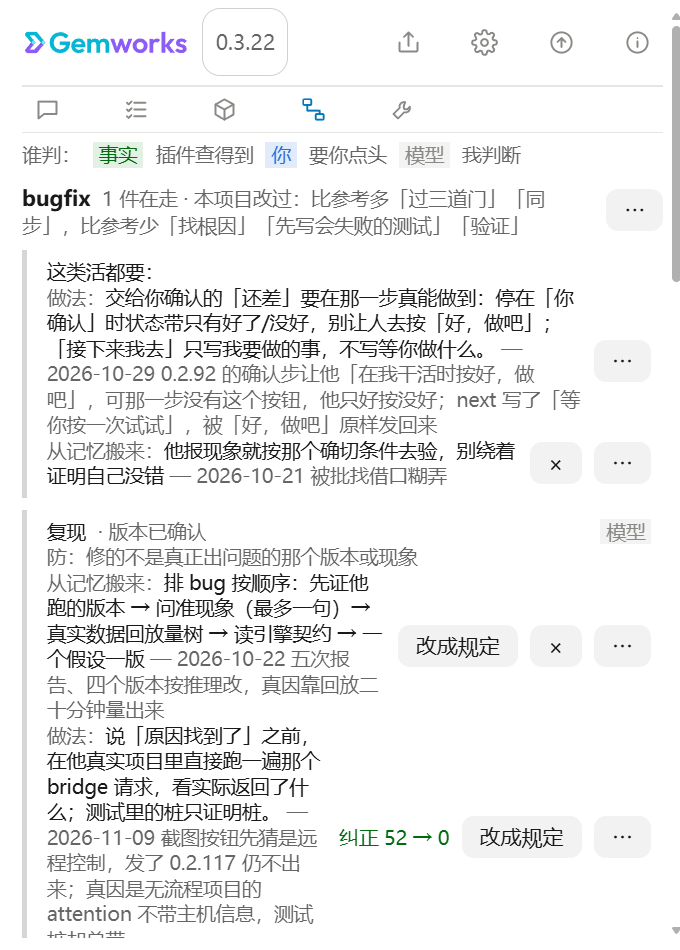 Gemworks 0.3.22
谁判： 事实 插件查得到 你 要你点头 模型 我判断
bugfix 1 件在走 · 本项目改过：比参考多「过三道门」「同
步」，比参考少「找根因」「先写会失败的测试」「验证」
···
这类活都要：
做法：交给你确认的「还差」要在那一步真能做到：停在「你
确认」时状态带只有好了/没好，别让人去按「好，做吧」；
「接下来我去」只写我要做的事，不写等你做什么。 —
2026-10-29 0.2.92 的确认步让他「在我干活时按好，做
吧」，可那一步没有这个按钮，他只好按没好；next 写了「等
你按一次试试」，被「好，做吧」原样发回来
···
从记忆搬来：他报现象就按那个确切条件去验，别绕着
证明自己没错 — 2026-10-21 被批找借口糊弄
× ···
复现 · 版本已确认 模型
防：修的不是真正出问题的那个版本或现象
从记忆搬来：排 bug 按顺序：先证他
跑的版本 → 问准现象（最多一句）→
真实数据回放量树 → 读引擎契约 → 一
个假设一版 — 2026-10-22 五次报
告、四个版本按推理改，真因靠回放二
十分钟量出来
改成规定 × ···
做法：说「原因找到了」之前，
在他真实项目里直接跑一遍那个
bridge 请求，看实际返回了什
么；测试里的桩只证明桩。 —
2026-11-09 截图按钮先猜是远
程控制，发了 0.2.117 仍不出
来；真因是无流程项目的
attention 不带主机信息，测试
纠正 52 → 0 改成规定 ···